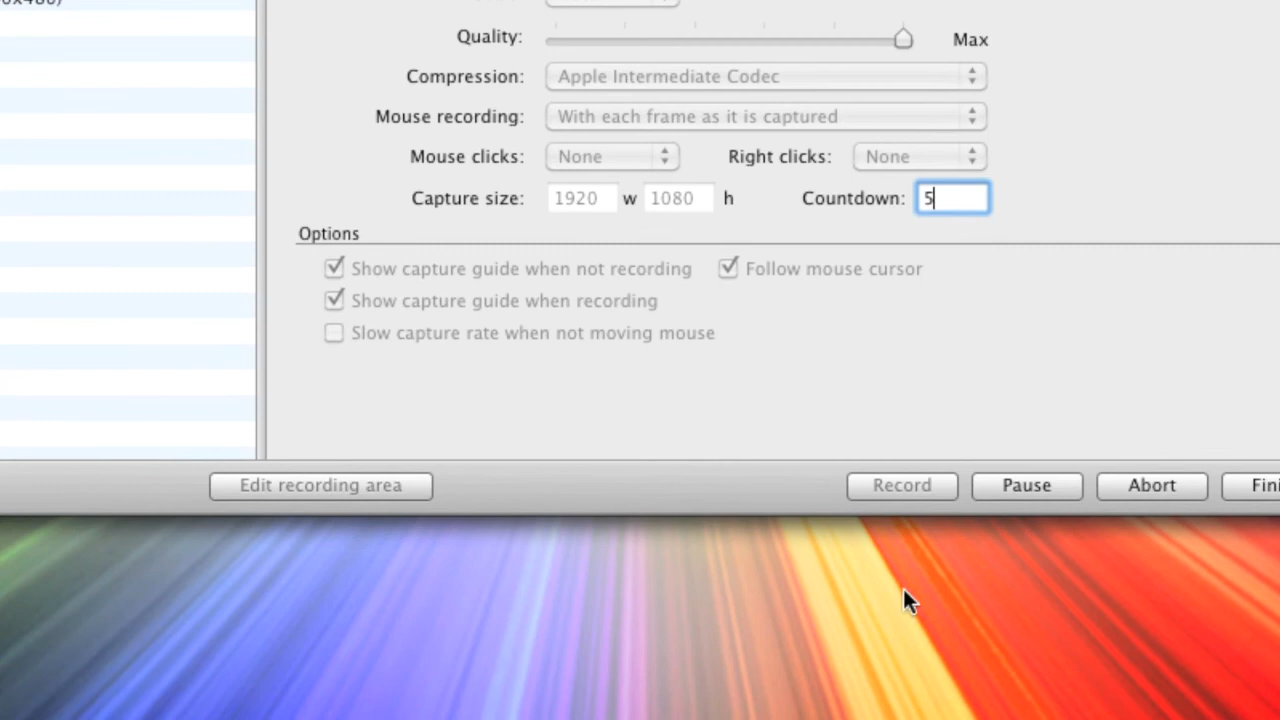 Quality: Max
Compression: Apple Intermediate Codec
Mouse recording: With each frame as it is captured
Mouse clicks: None Right clicks: None
Capture size: 1920 w 1080 h Countdown: 5
Options
Show capture guide when not recording Follow mouse cursor
Show capture guide when recording
Slow capture rate when not moving mouse
Edit recording area Record Pause Abort